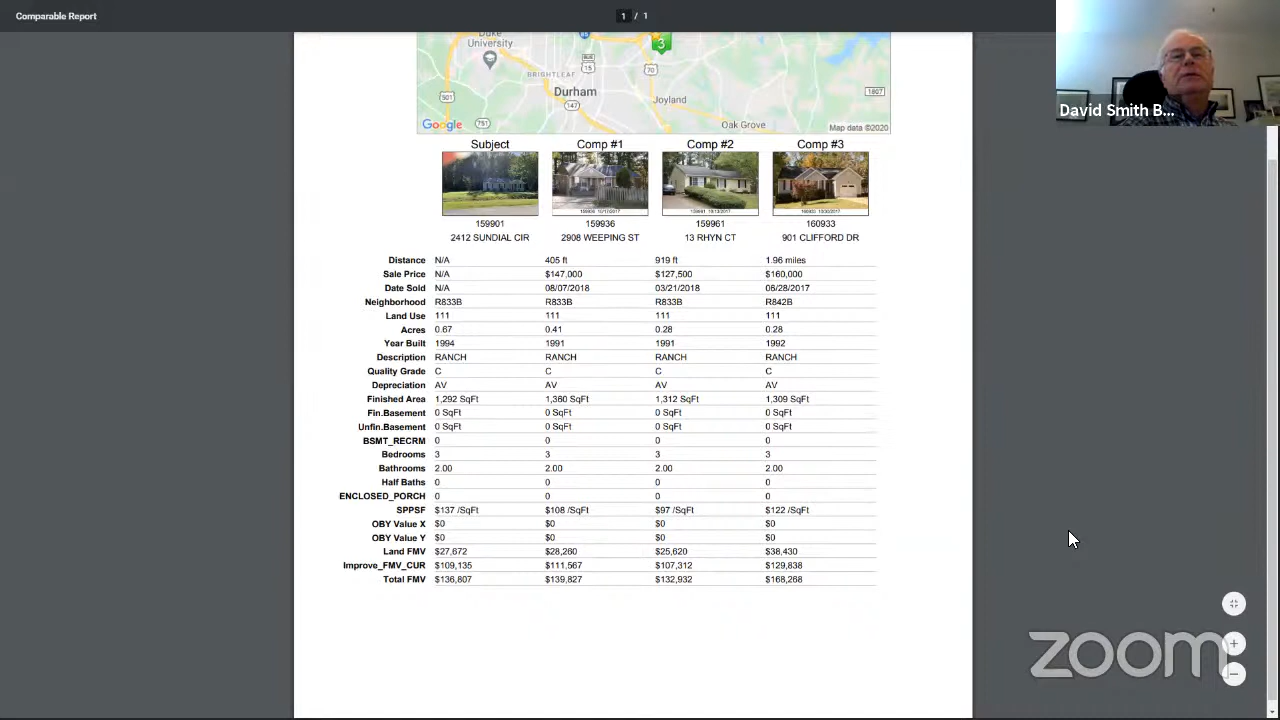 Comparable Report
1 / 1
David Smith B...
Duke
University
BRIGHTLEAF
Durham
Joyland
Oak Grove
501
751
147
BLUE
15
70
1807
3
Google
Map data ©2020
Subject Comp #1 Comp #2 Comp #3
159901 159936 159961 160933
2412 SUNDIAL CIR 2908 WEEPING ST 13 RHYN CT 901 CLIFFORD DR
Distance N/A 405 ft 919 ft 1.96 miles
Sale Price N/A $147,000 $127,500 $160,000
Date Sold N/A 08/07/2018 03/21/2018 06/28/2017
Neighborhood R833B R833B R833B R842B
Land Use 111 111 111 111
Acres 0.67 0.41 0.28 0.28
Year Built 1994 1991 1991 1992
Description RANCH RANCH RANCH RANCH
Quality Grade C C C C
Depreciation AV AV AV AV
Finished Area 1,292 SqFt 1,360 SqFt 1,312 SqFt 1,309 SqFt
Fin.Basement 0 SqFt 0 SqFt 0 SqFt 0 SqFt
Unfin.Basement 0 SqFt 0 SqFt 0 SqFt 0 SqFt
BSMT_RECRM 0 0 0 0
Bedrooms 3 3 3 3
Bathrooms 2.00 2.00 2.00 2.00
Half Baths 0 0 0 0
ENCLOSED_PORCH 0 0 0 0
SPPSF $137 /SqFt $108 /SqFt $97 /SqFt $122 /SqFt
OBY Value X $0 $0 $0 $0
OBY Value Y $0 $0 $0 $0
Land FMV $27,672 $28,260 $25,620 $38,430
Improve_FMV_CUR $109,135 $111,567 $107,312 $129,838
Total FMV $136,807 $139,827 $132,932 $168,268
zoom